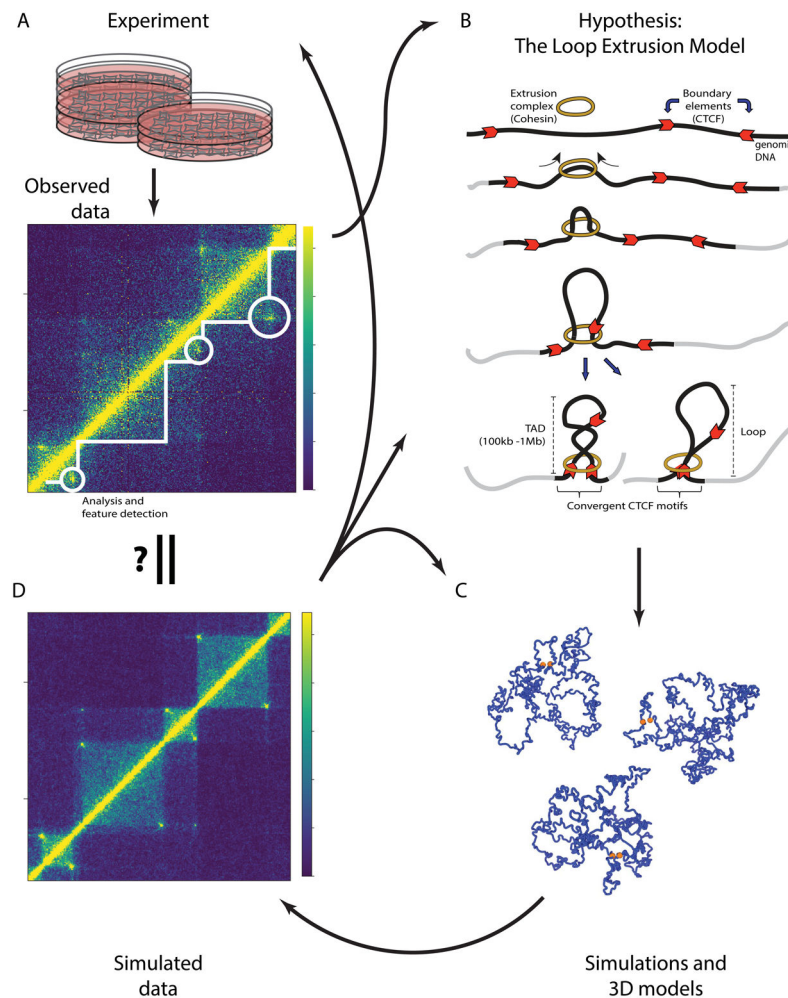 A
Experiment
Observed
data
Analysis and
feature detection
?
B
Hypothesis:
The Loop Extrusion Model
Extrusion
complex
(Cohesin)
Boundary
elements
(CTCF)
genomi
DNA
TAD
(100kb -1Mb)
Loop
Convergent CTCF motifs
D
C
Simulated
data
Simulations and
3D models